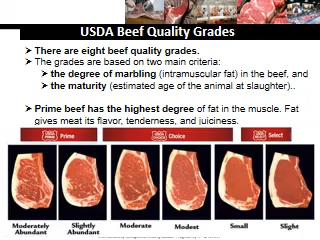 USDA Beef Quality Grades
➢ There are eight beef quality grades.
➢ The grades are based on two main criteria:
➢ the degree of marbling (intramuscular fat) in the beef, and
➢ the maturity (estimated age of the animal at slaughter)..
➢ Prime beef has the highest degree of fat in the muscle. Fat
gives meat its flavor, tenderness, and juiciness.
Prime Choice Select
Moderately Abundant
Slightly Abundant
Moderate
Modest
Small
Slight